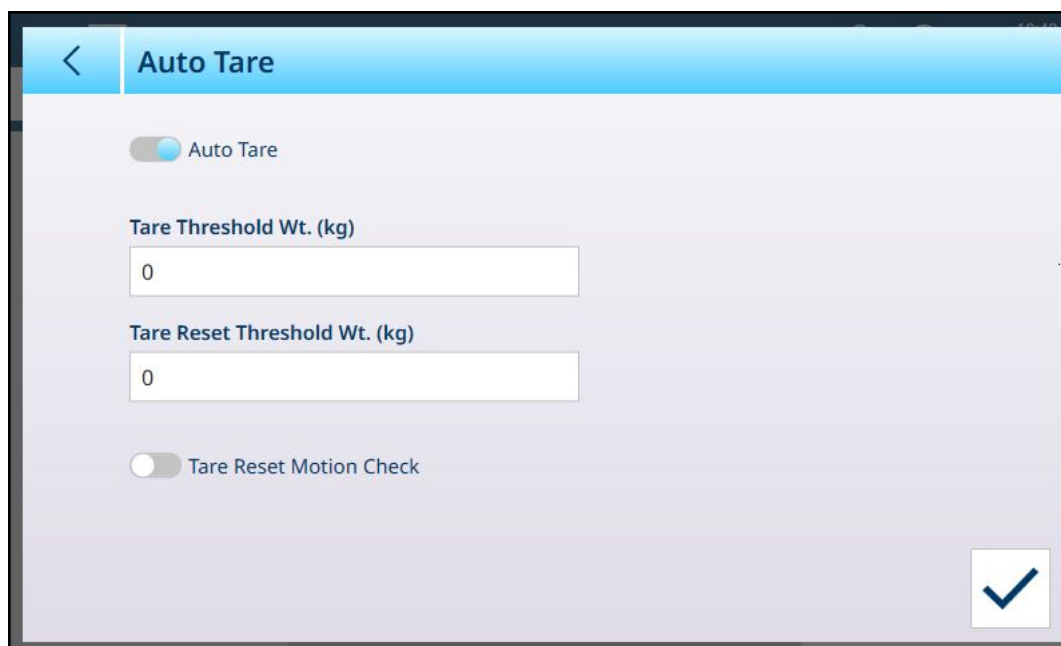 Auto Tare
Auto Tare
Tare Threshold Wt. (kg)
0
Tare Reset Threshold Wt. (kg)
0
Tare Reset Motion Check